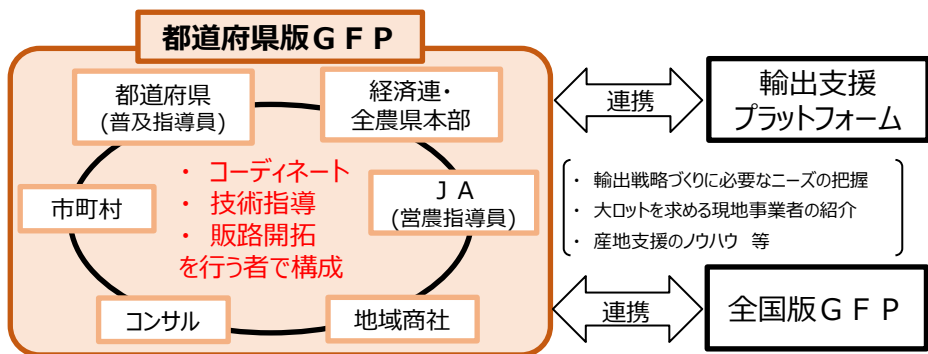 都道府県版ＧＦＰ
都道府県
(普及指導員)
経済連・
全農県本部
市町村
・ コーディネート
・ 技術指導
・ 販路開拓
を行う者で構成
ＪＡ
(営農指導員)
コンサル
地域商社
連携
輸出支援
プラットフォーム
・ 輸出戦略づくりに必要なニーズの把握
・ 大ロットを求める現地事業者の紹介
・ 産地支援のノウハウ 等
連携
全国版ＧＦＰ